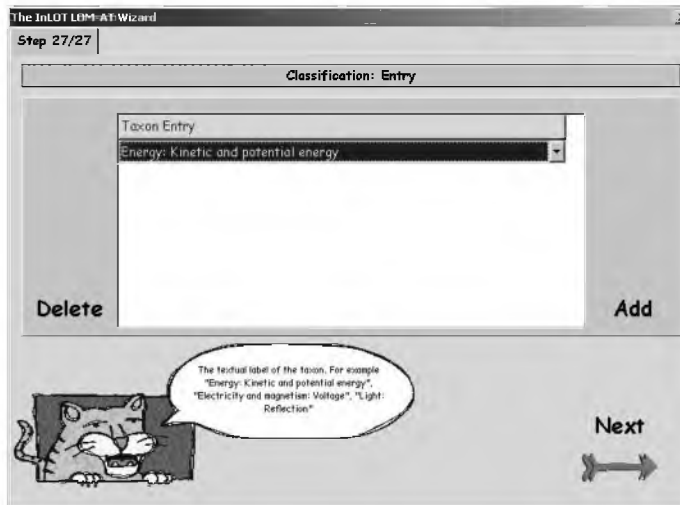 The InLOT LOM-AT Wizard
Step 27/27
Classification: Entry
Taxon Entry
Energy: Kinetic and potential energy
Delete
Add
The textual label of the taxon. For example
"Energy: Kinetic and potential energy",
"Electricity and magnetism: Voltage", "Light:
Reflection"
Next